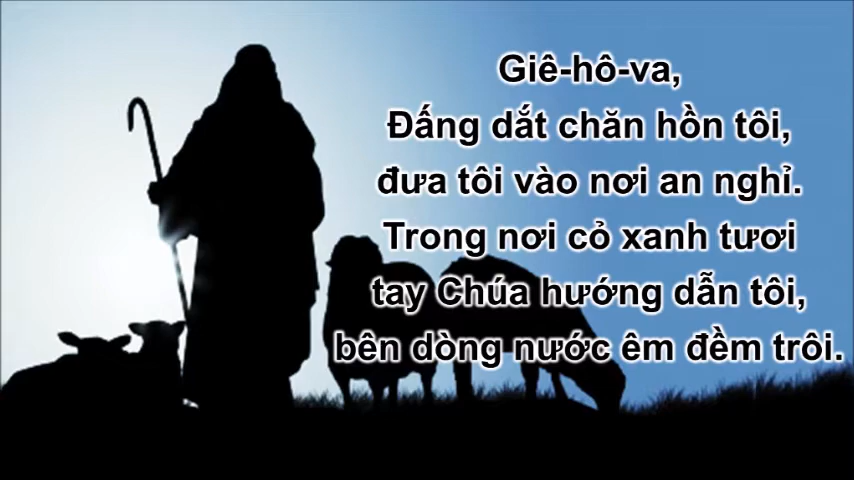 Giê-hô-va,
Đấng dắt chăn hồn tôi,
đưa tôi vào nơi an nghỉ.
Trong nơi cỏ xanh tươi
tay Chúa hướng dẫn tôi,
bên dòng nước êm đềm trôi.